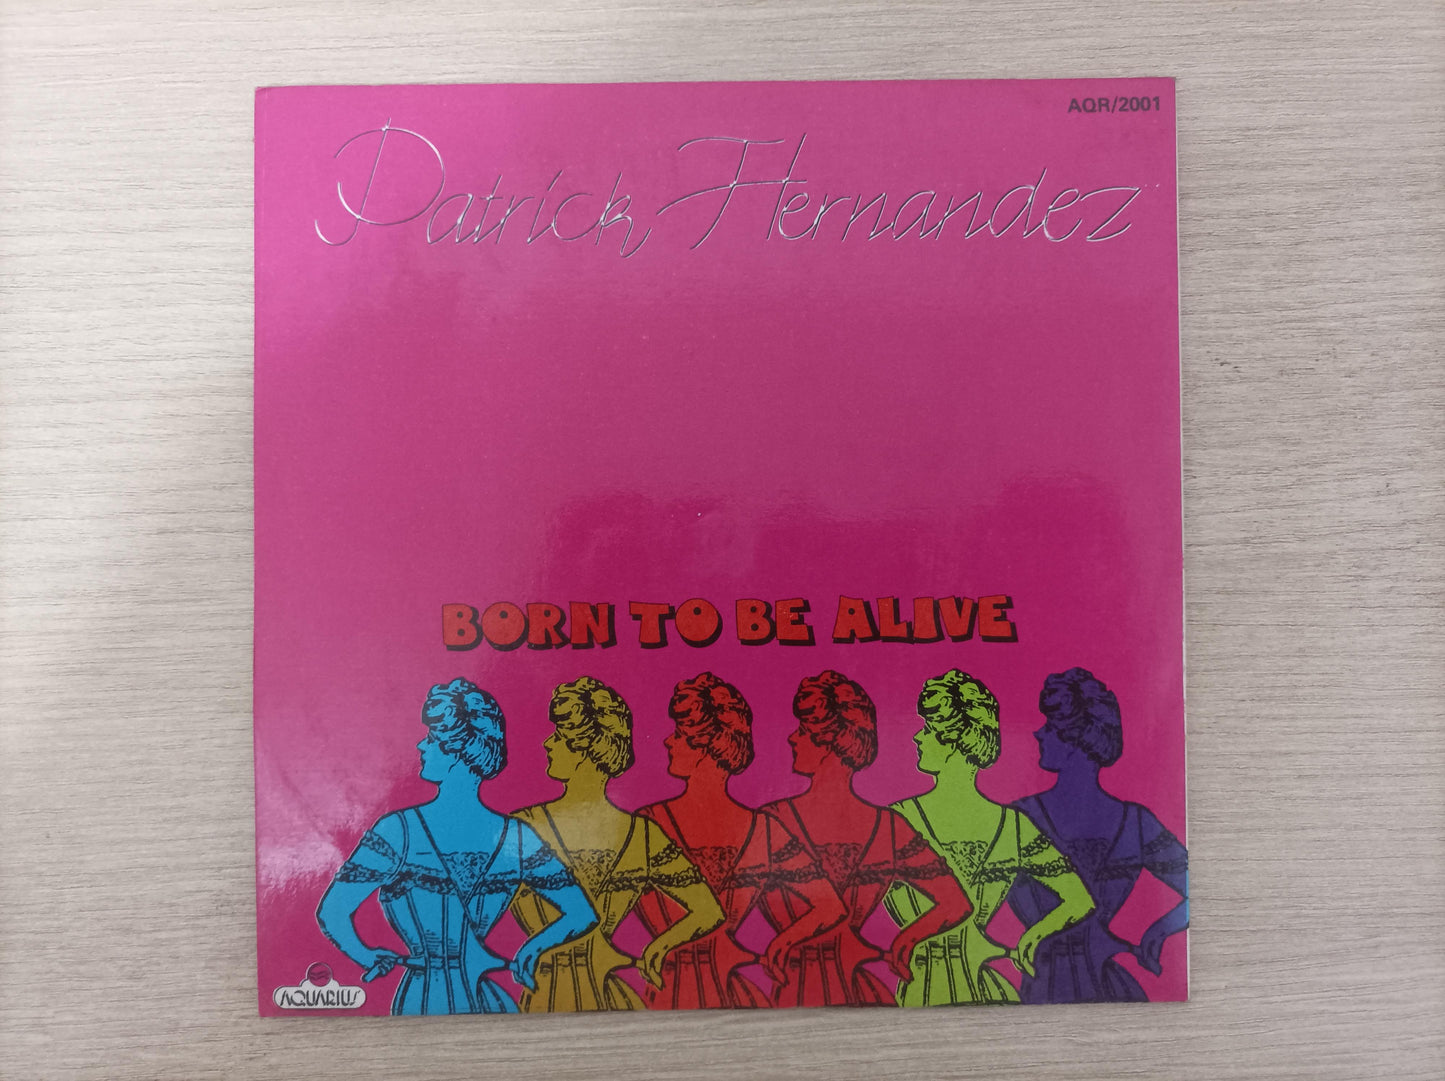 AQR/2001
Patrick Hernandez
BORN TO BE ALIVE
AQUARIUS